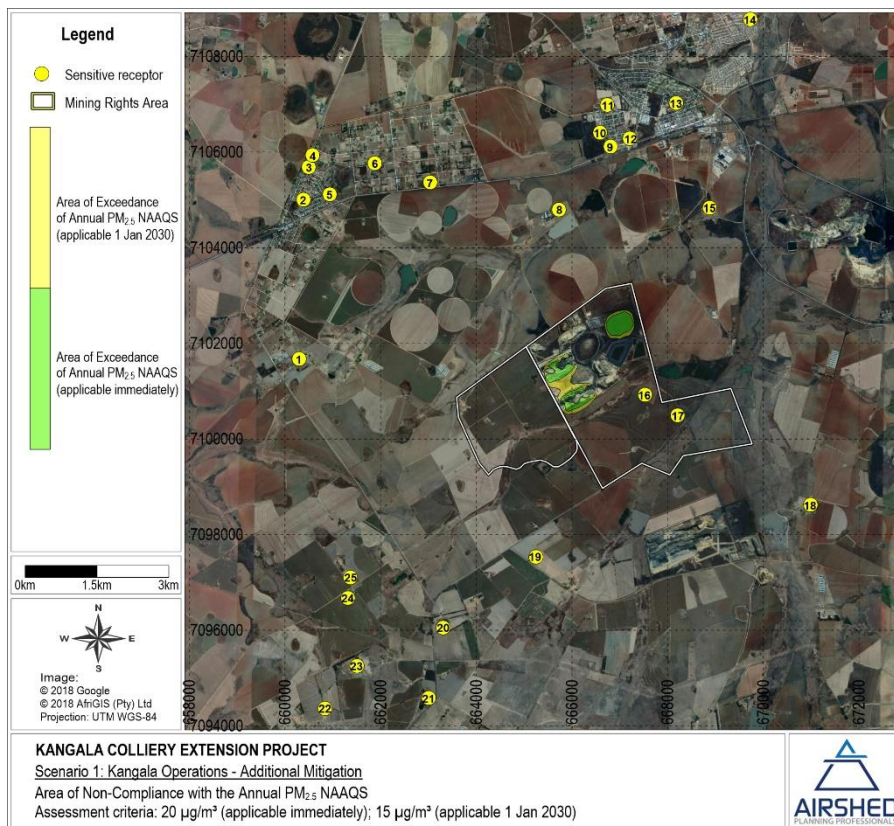 Legend
Sensitive receptor
Mining Rights Area
Area of Exceedance
of Annual PM₂.₅ NAAQS
(applicable 1 Jan 2030)
Area of Exceedance
of Annual PM₂.₅ NAAQS
(applicable immediately)
0km 1.5km 3km
N
W E
S
Image:
© 2018 Google
© 2018 AfriGIS (Pty) Ltd
Projection: UTM WGS-84
14
7108000
11
13
10
12
9
7106000
4
3
6
7
5
2
8
15
7104000
7102000
1
16
17
7100000
18
7098000
19
25
24
20
7096000
23
21
22
7094000
658000
660000
662000
664000
666000
668000
670000
672000
KANGALA COLLIERY EXTENSION PROJECT
Scenario 1: Kangala Operations - Additional Mitigation
Area of Non-Compliance with the Annual PM₂.₅ NAAQS
Assessment criteria: 20 µg/m³ (applicable immediately); 15 µg/m³ (applicable 1 Jan 2030)
AIRSHED
PLANNING PROFESSIONALS